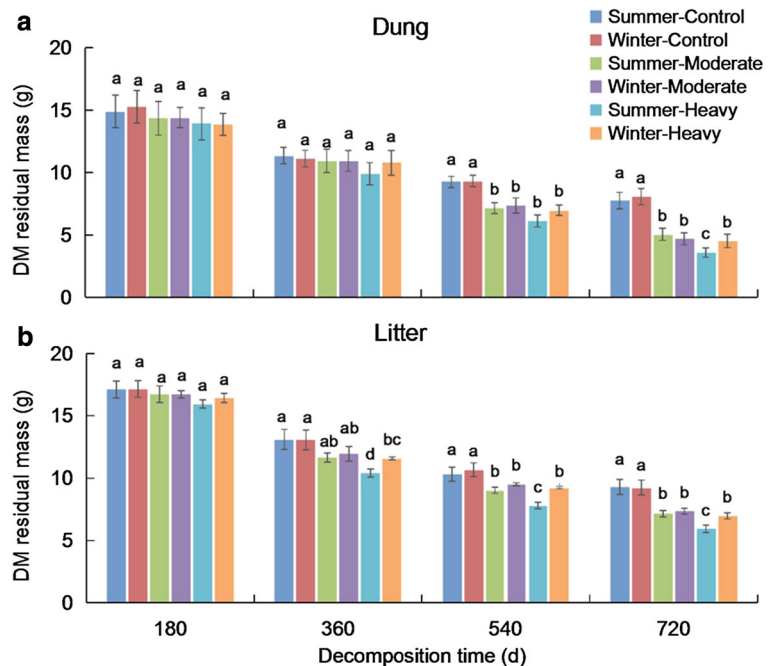 a
Dung
Summer-Control
Winter-Control
Summer-Moderate
Winter-Moderate
Summer-Heavy
Winter-Heavy
DM residual mass (g)
20
15
10
5
0
a a a a a a
a a a a a a
a a b b b b
a a b b c b
b
Litter
DM residual mass (g)
20
15
10
5
0
a a a a a a
a a ab ab d bc
a a b b c b
a a b b c b
180 360 540 720
Decomposition time (d)